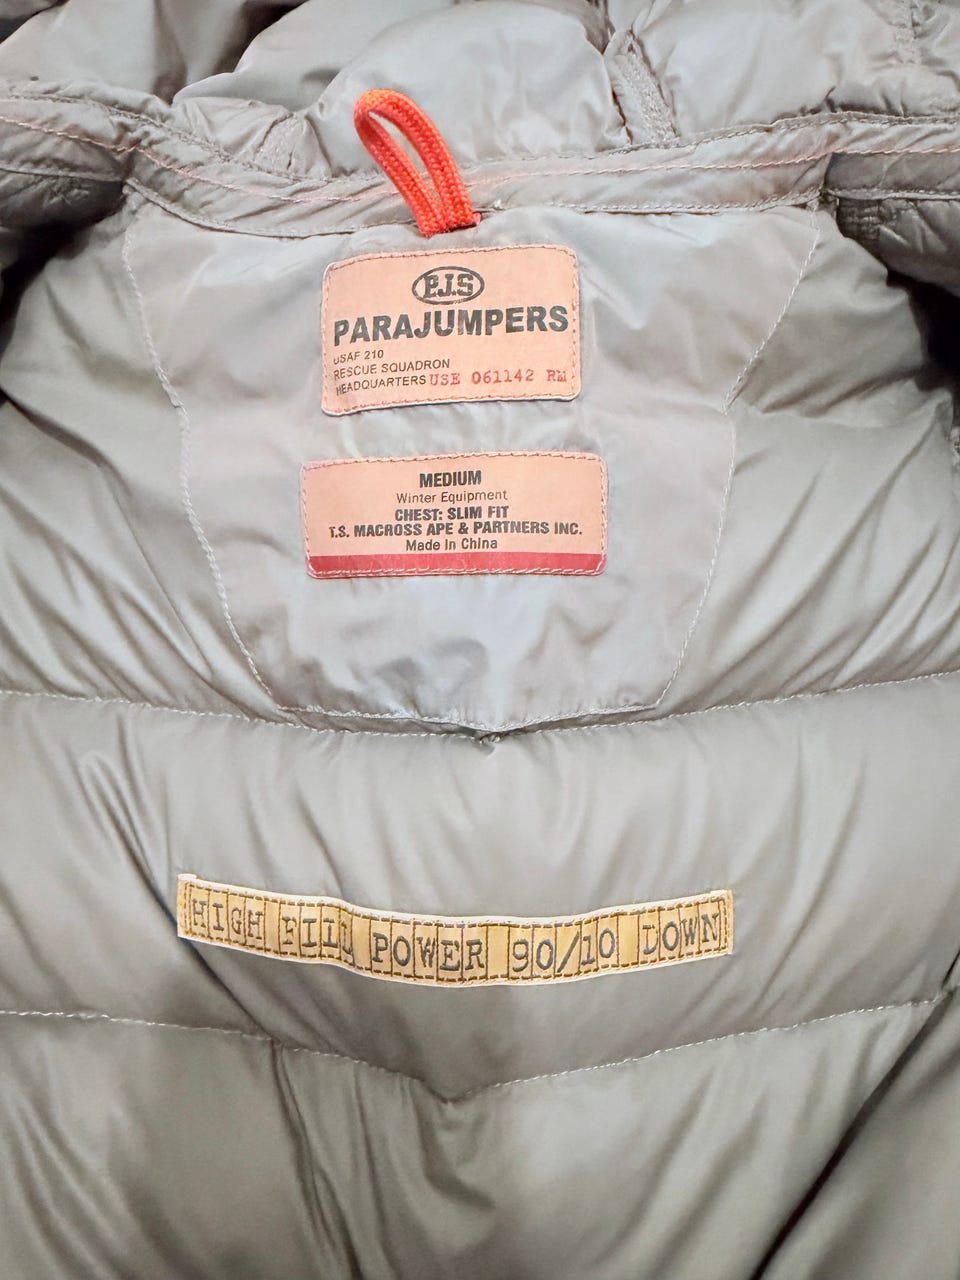 P.J.S
PARAJUMPERS
USAF 210
RESCUE SQUADRON
HEADQUARTERS USE 061142 RM
MEDIUM
Winter Equipment
CHEST: SLIM FIT
T.S. MACROSS APE & PARTNERS INC.
Made In China
HIGH FILL POWER 90/10 DOWN